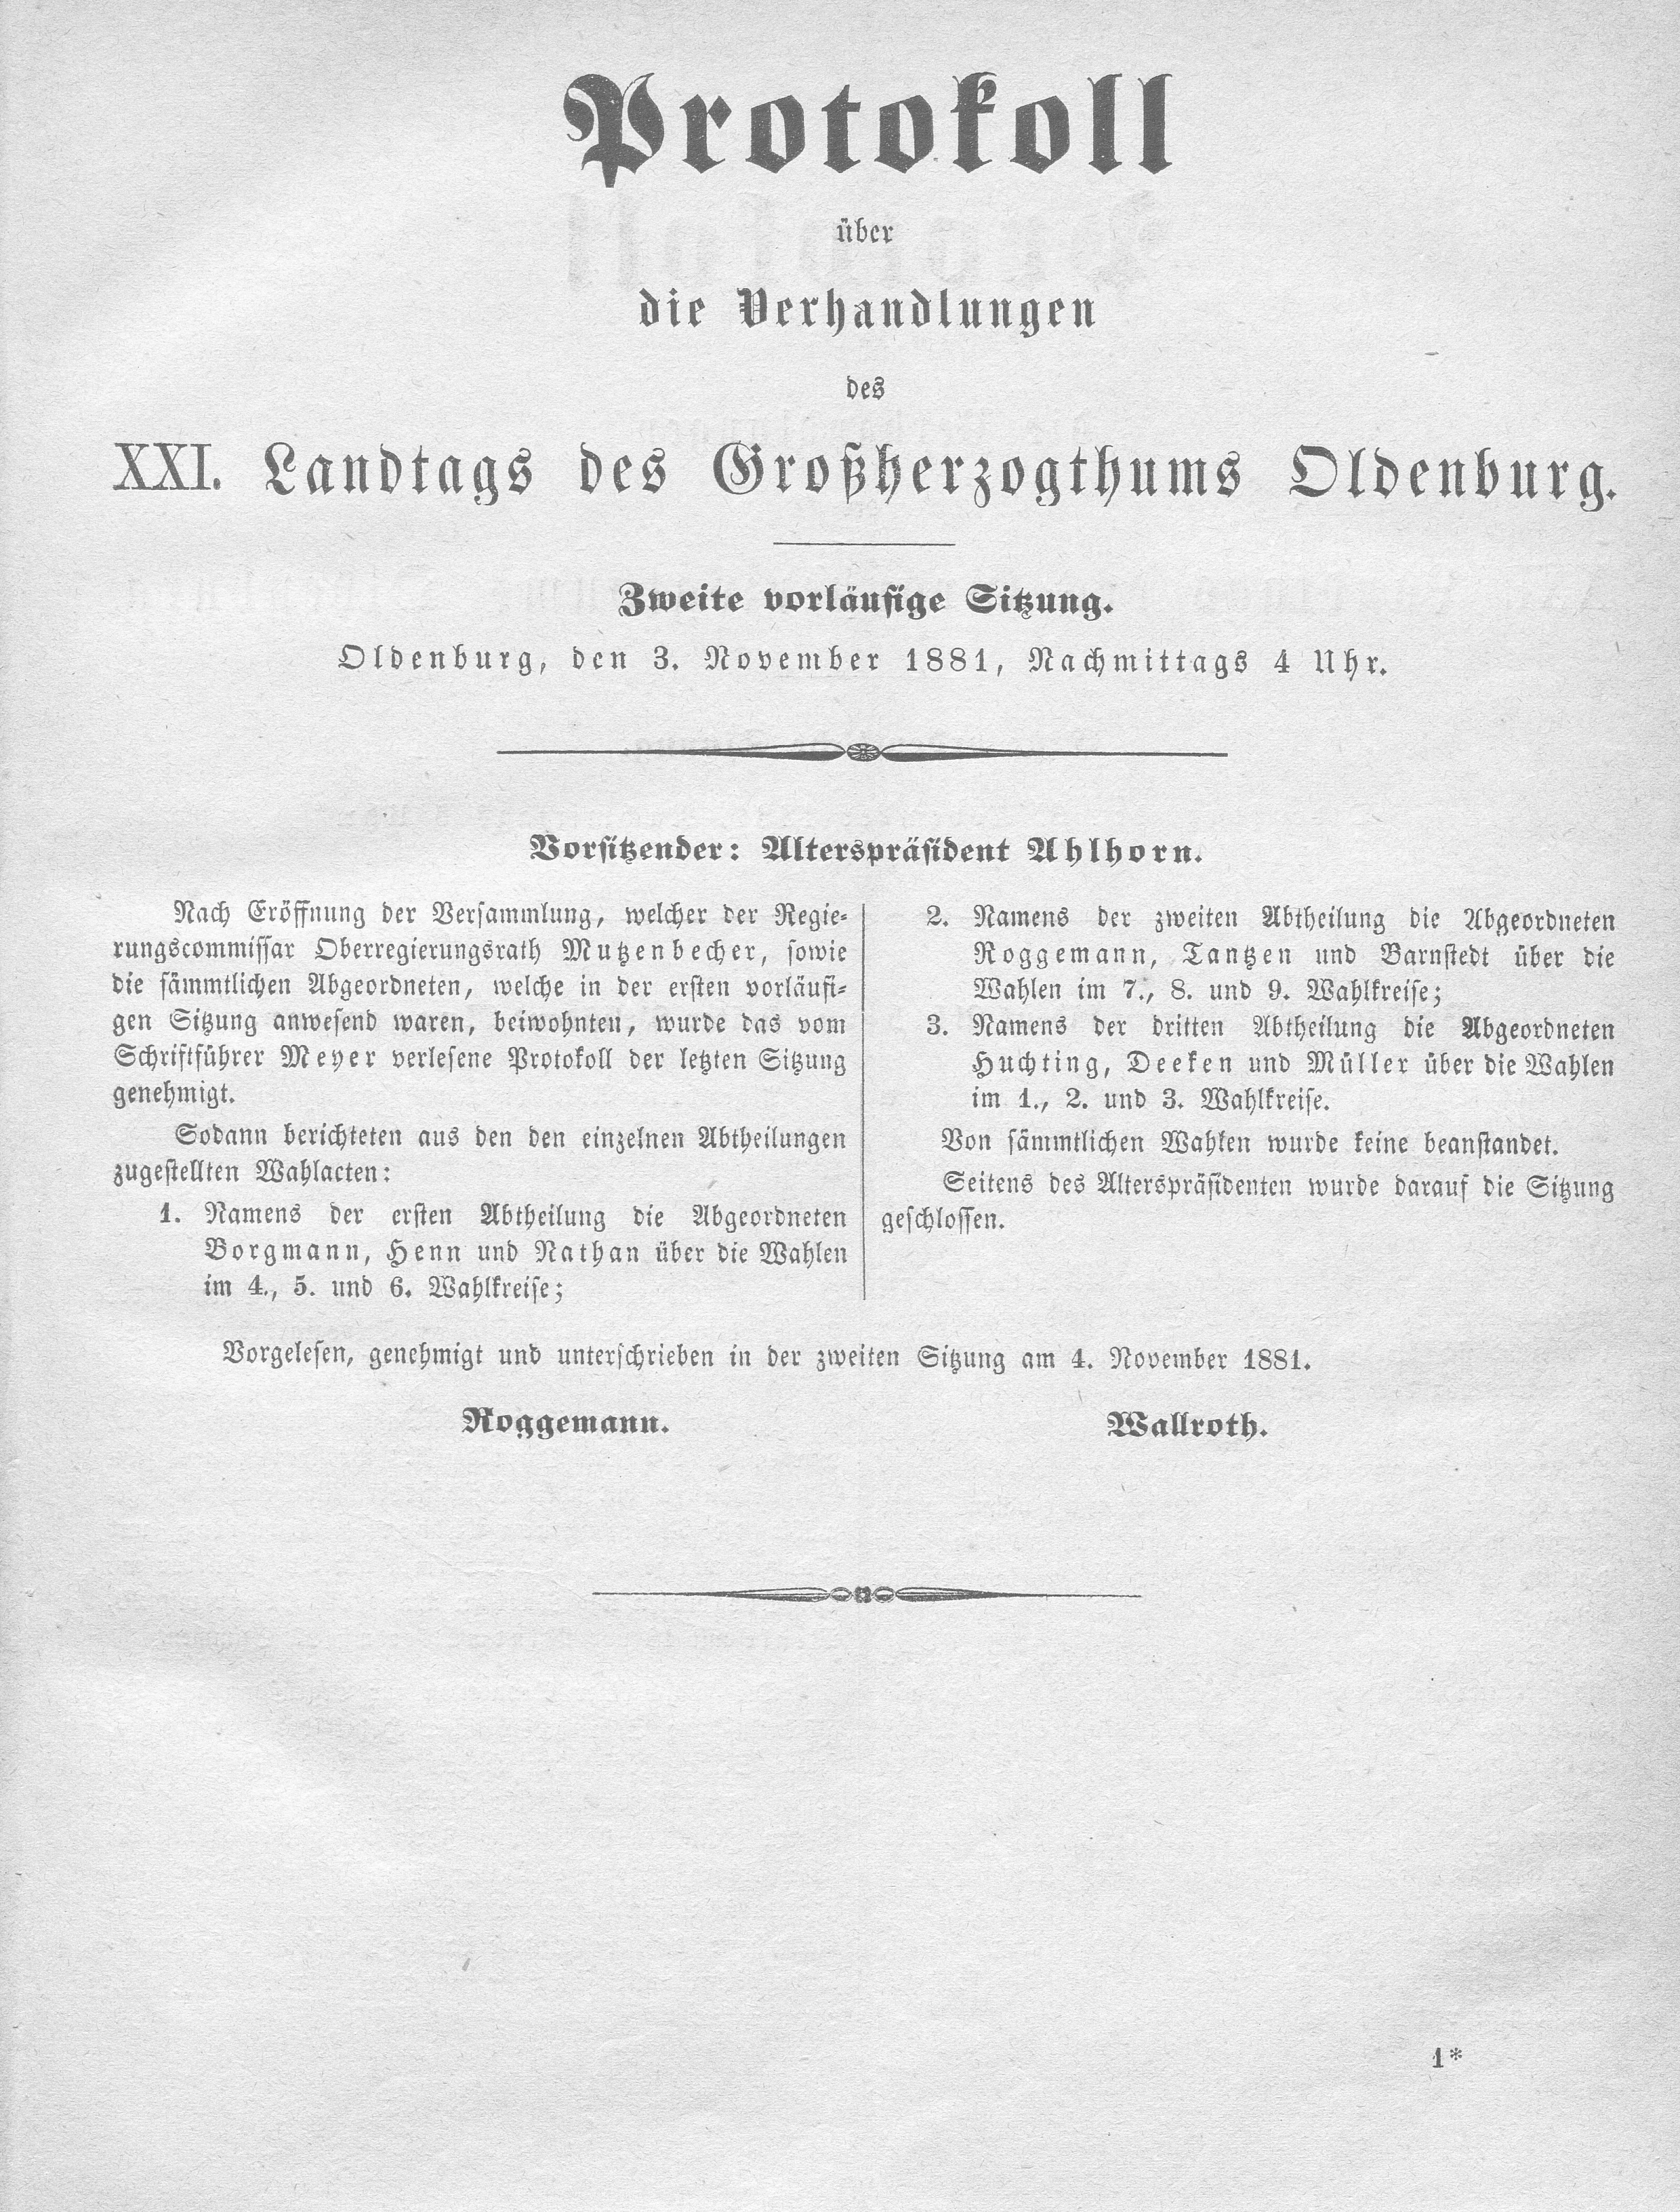 Protokoll
über
die Verhandlungen
des
XXI. Landtags des Großherzogthums Oldenburg.
Zweite vorläufige Sitzung.
Oldenburg, den 3. November 1881, Nachmittags 4 Uhr.
Vorsitzender: Alterspräsident Ahlhorn.
Nach Eröffnung der Versammlung, welcher der Regie-
rungscommissar Oberregierungsrath Mutzenbecher, sowie
die sämmtlichen Abgeordneten, welche in der ersten vorläufi-
gen Sitzung anwesend waren, beiwohnten, wurde das vom
Schriftführer Meyer verlesene Protokoll der letzten Sitzung
genehmigt.
Sodann berichteten aus den den einzelnen Abtheilungen
zugestellten Wahlacten:
1. Namens der ersten Abtheilung die Abgeordneten
Borgmann, Henn und Nathan über die Wahlen
im 4., 5. und 6. Wahlkreise;
2. Namens der zweiten Abtheilung die Abgeordneten
Roggemann, Tantzen und Barnstedt über die
Wahlen im 7., 8. und 9. Wahlkreise;
3. Namens der dritten Abtheilung die Abgeordneten
Huchting, Deeken und Müller über die Wahlen
im 1., 2. und 3. Wahlkreise.
Von sämmtlichen Wahlen wurde keine beanstandet.
Seitens des Alterspräsidenten wurde darauf die Sitzung
geschlossen.
Vorgelesen, genehmigt und unterschrieben in der zweiten Sitzung am 4. November 1881.
Roggemann. Wallroth.
1*